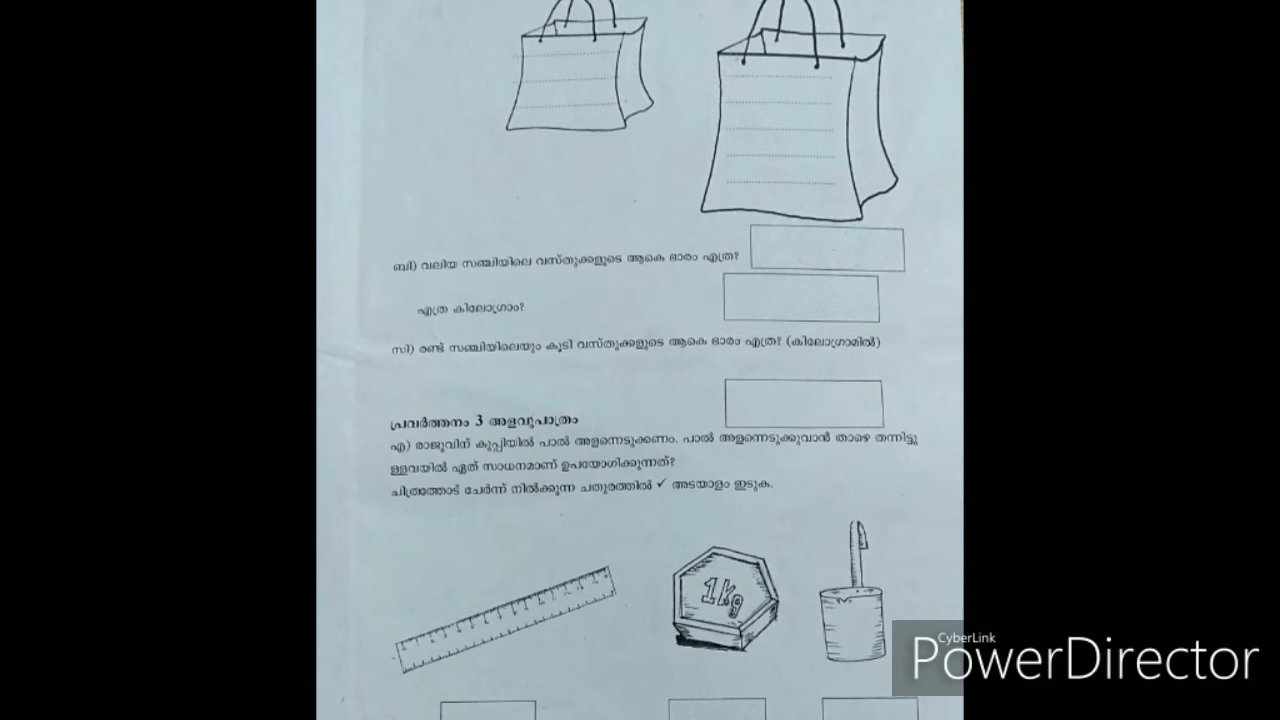 ബി) വലിയ സഞ്ചിയിലെ വസ്തുക്കളുടെ ആകെ ഭാരം എത്ര?
എത്ര കിലോഗ്രാം?
സി) രണ്ട് സഞ്ചിയിലെയും കൂടി വസ്തുക്കളുടെ ആകെ ഭാരം എത്ര? (കിലോഗ്രാമിൽ)
പ്രവർത്തനം 3 അളവുപാത്രം
എ) രാജുവിന് കുപ്പിയിൽ പാൽ അളന്നെടുക്കണം. പാൽ അളന്നെടുക്കുവാൻ താഴെ തന്നിട്ടു
ള്ളവയിൽ ഏത് സാധനമാണ് ഉപയോഗിക്കുന്നത്?
ചിത്രത്തോട് ചേർന്ന് നിൽക്കുന്ന ചതുരത്തിൽ ✓ അടയാളം ഇടുക.
1kg
CyberLink
PowerDirector